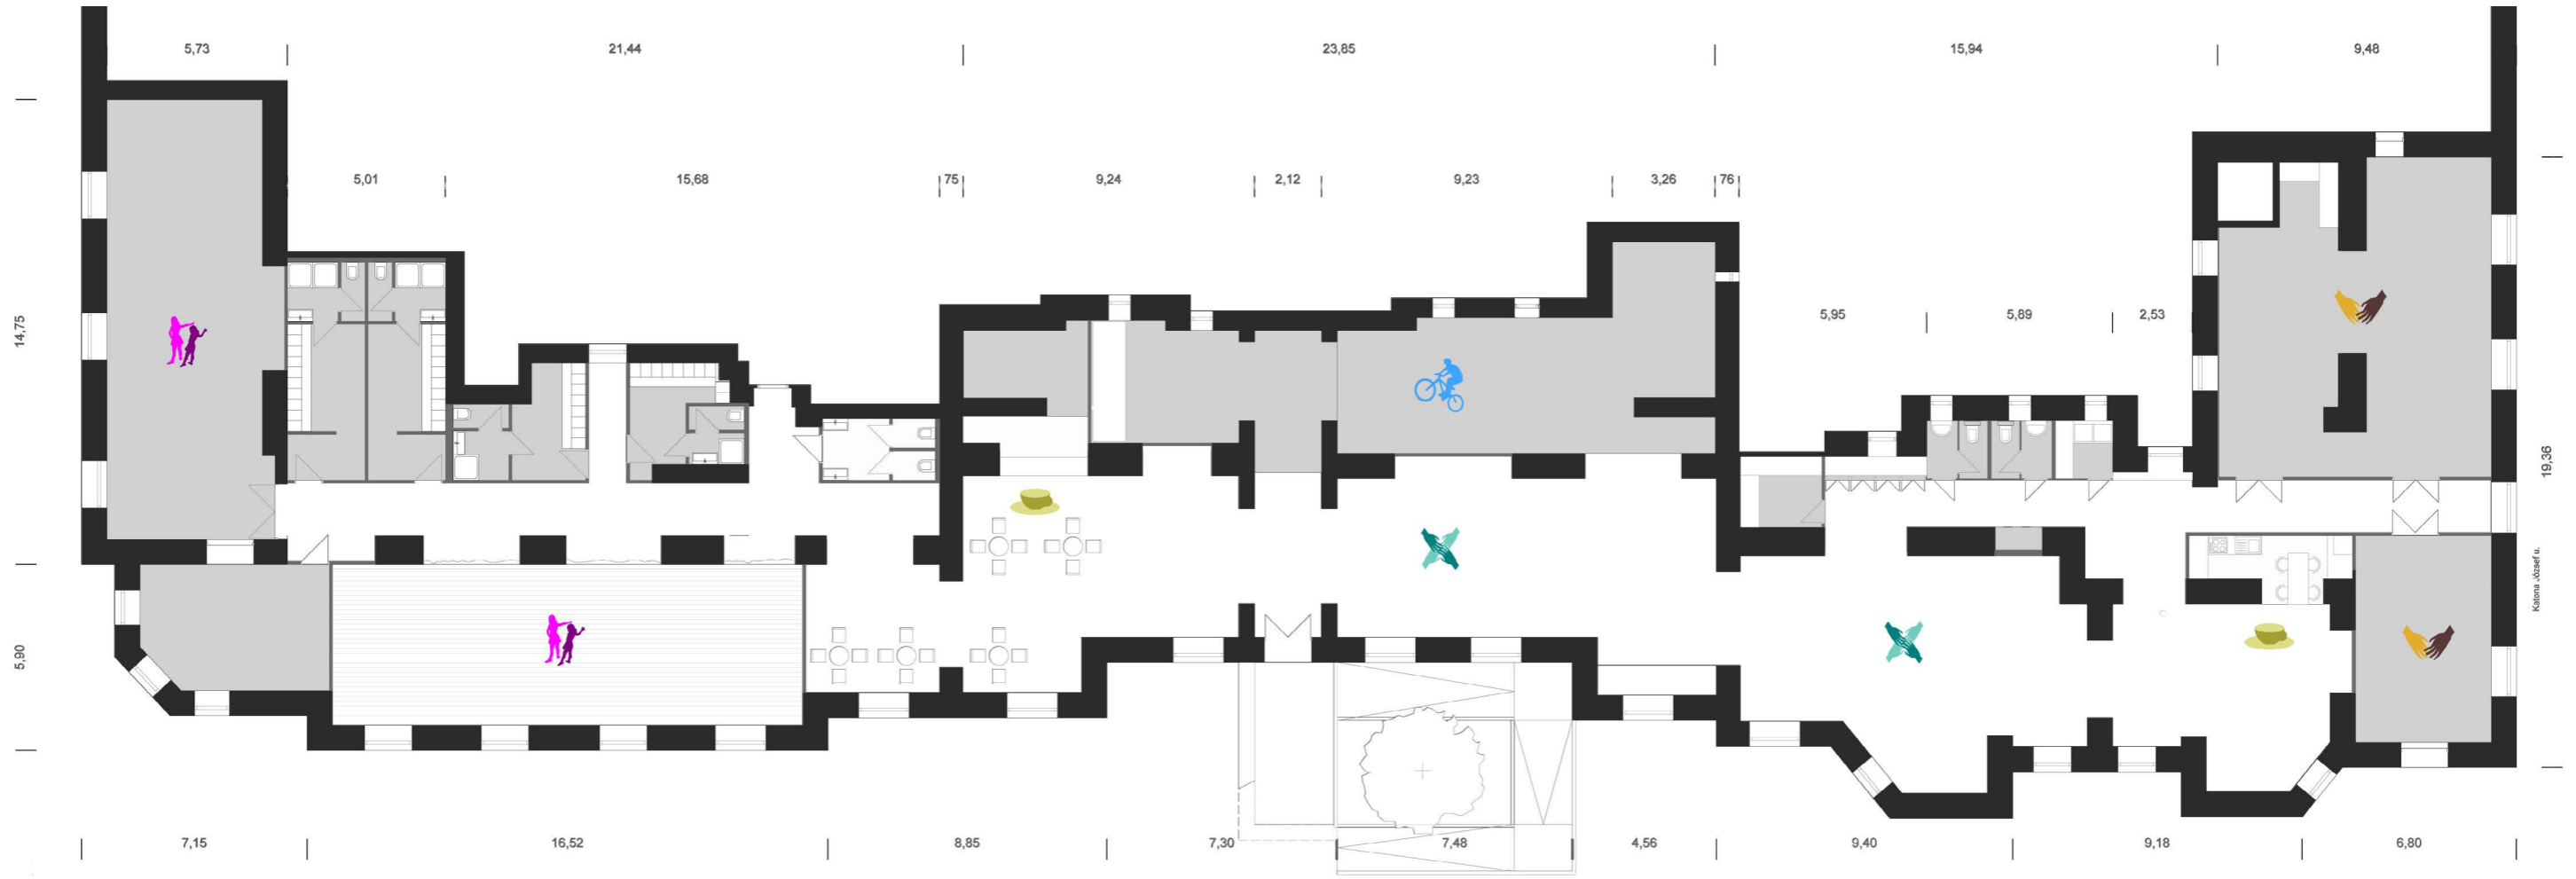 5,73 21,44 23,85 15,94 9,48
5,01 15,68 75 9,24 2,12 9,23 3,26 76
5,95 5,89 2,53
14,75
19,36
Katona József u.
5,90
7,15 16,52 8,85 7,30 7,48 4,56 9,40 9,18 6,80